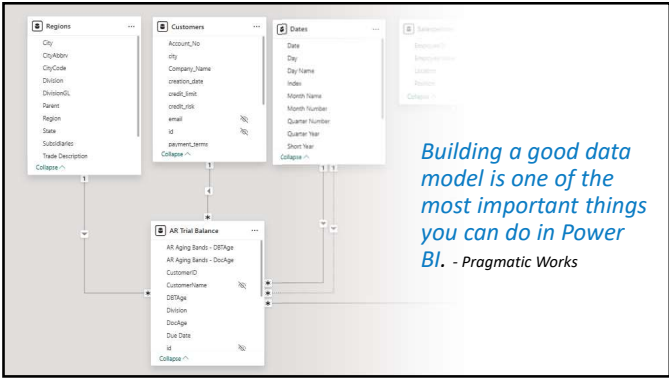 Regions ...
City
CityAbbrv
CityCode
Division
DivisionGL
Parent
Region
State
Subsidiaries
Trade Description
Collapse
Customers ...
Account_No
city
Company_Name
creation_date
credit_limit
credit_risk
email
id
payment_terms
Collapse
Dates ...
Date
Day
Day Name
Index
Month Name
Month Number
Quarter Number
Quarter Year
Short Year
Collapse
Collapse
1
1
1 1
*
AR Trial Balance ...
AR Aging Bands - DBTAge
AR Aging Bands - DocAge
CustomerID
CustomerName
DBTAge
Division
DocAge
Due Date
id
Collapse
*
*
*
*
Building a good data
model is one of the
most important things
you can do in Power
BI. - Pragmatic Works